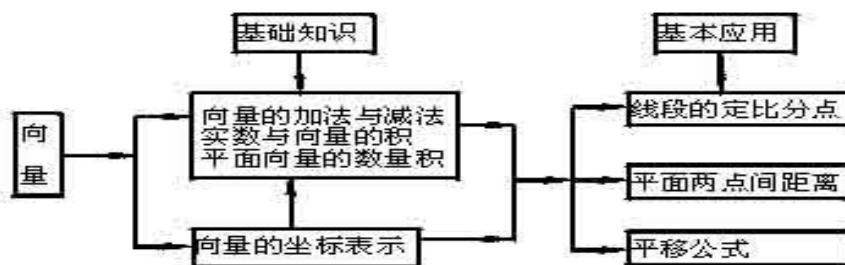 基础知识
基本应用
向量
向量的加法与减法
实数与向量的积
平面向量的数量积
向量的坐标表示
线段的定比分点
平面两点间距离
平移公式